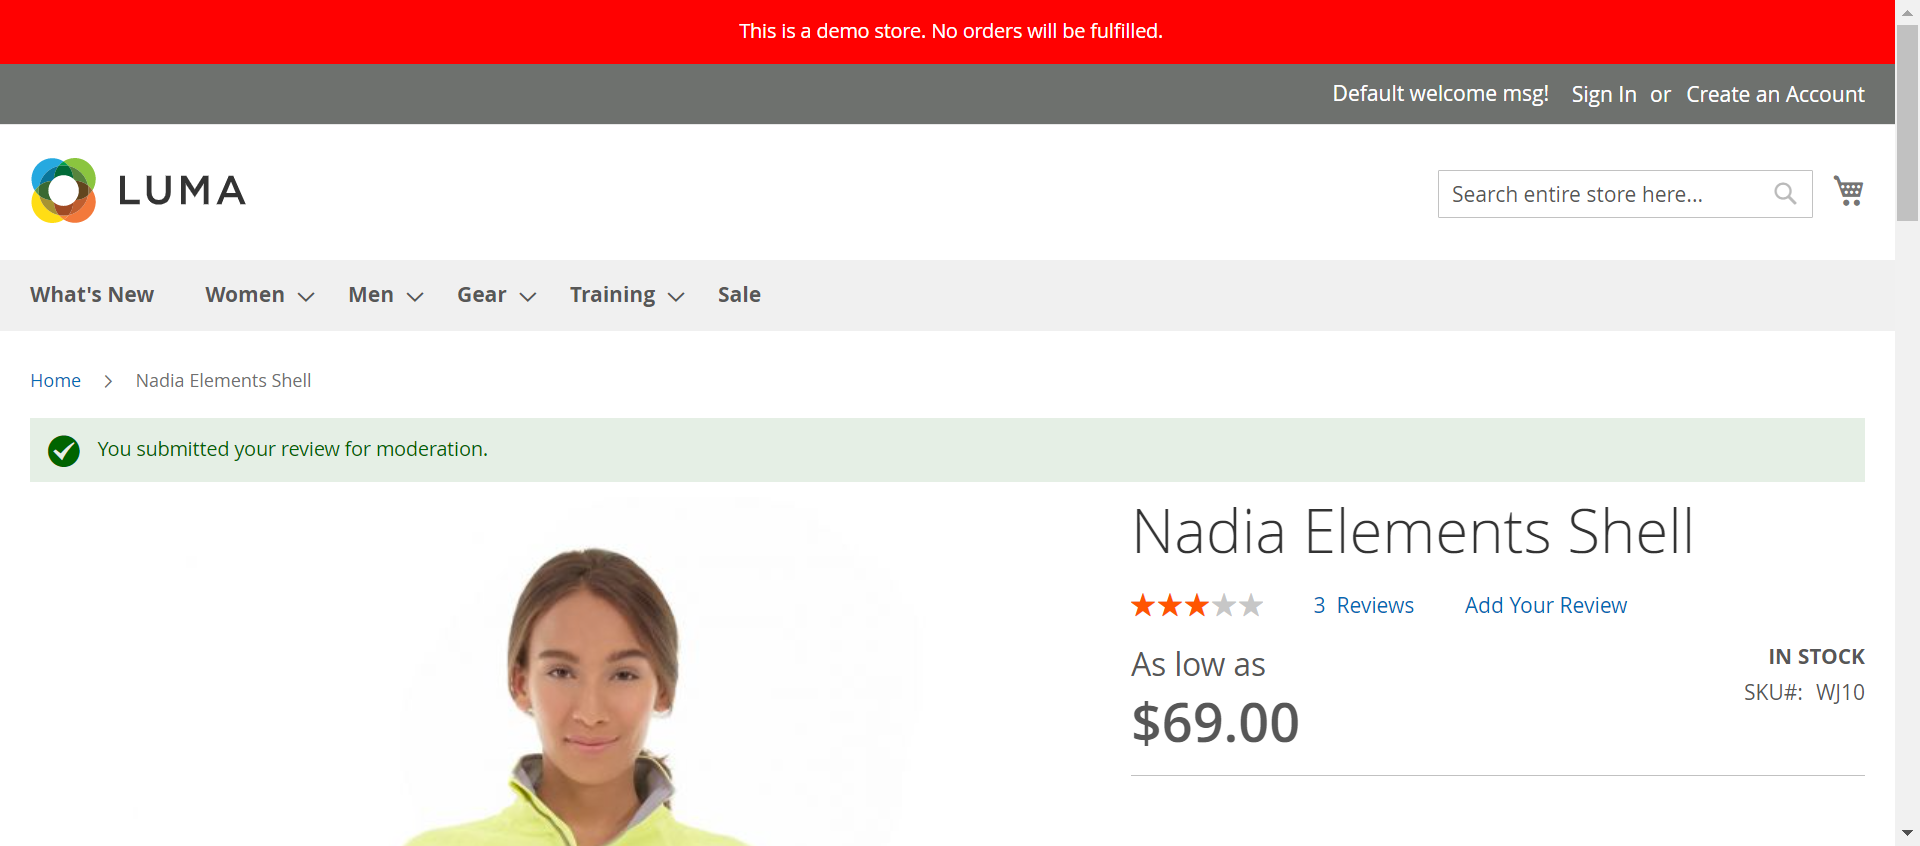 This is a demo store. No orders will be fulfilled.
Default welcome msg! Sign In or Create an Account
LUMA
Search entire store here...
What's New Women Men Gear Training Sale
Home Nadia Elements Shell
You submitted your review for moderation.
Nadia Elements Shell
3 Reviews Add Your Review
As low as
IN STOCK
SKU#: WJ10
$69.00